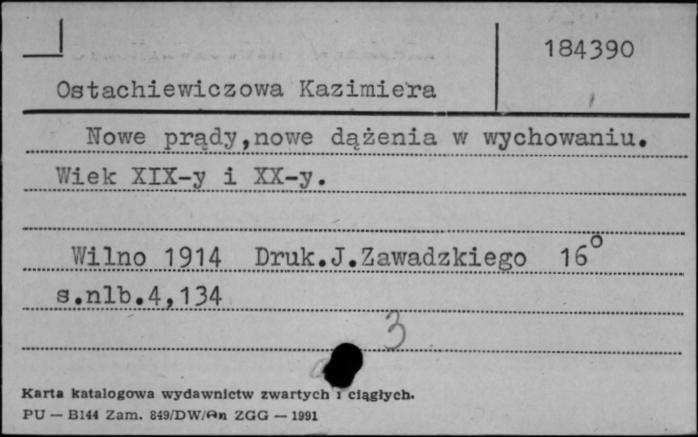 184390
Ostachiewiczowa Kazimiera
Nowe prądy,nowe dążenia w wychowaniu.
Wiek XIX-y i XX-y.
Wilno 1914 Druk.J.Zawadzkiego 16°
s.nlb.4,134
3
Karta katalogowa wydawnictw zwartych i ciągłych.
PU — B144 Zam. 849/DW/An ZGG — 1991